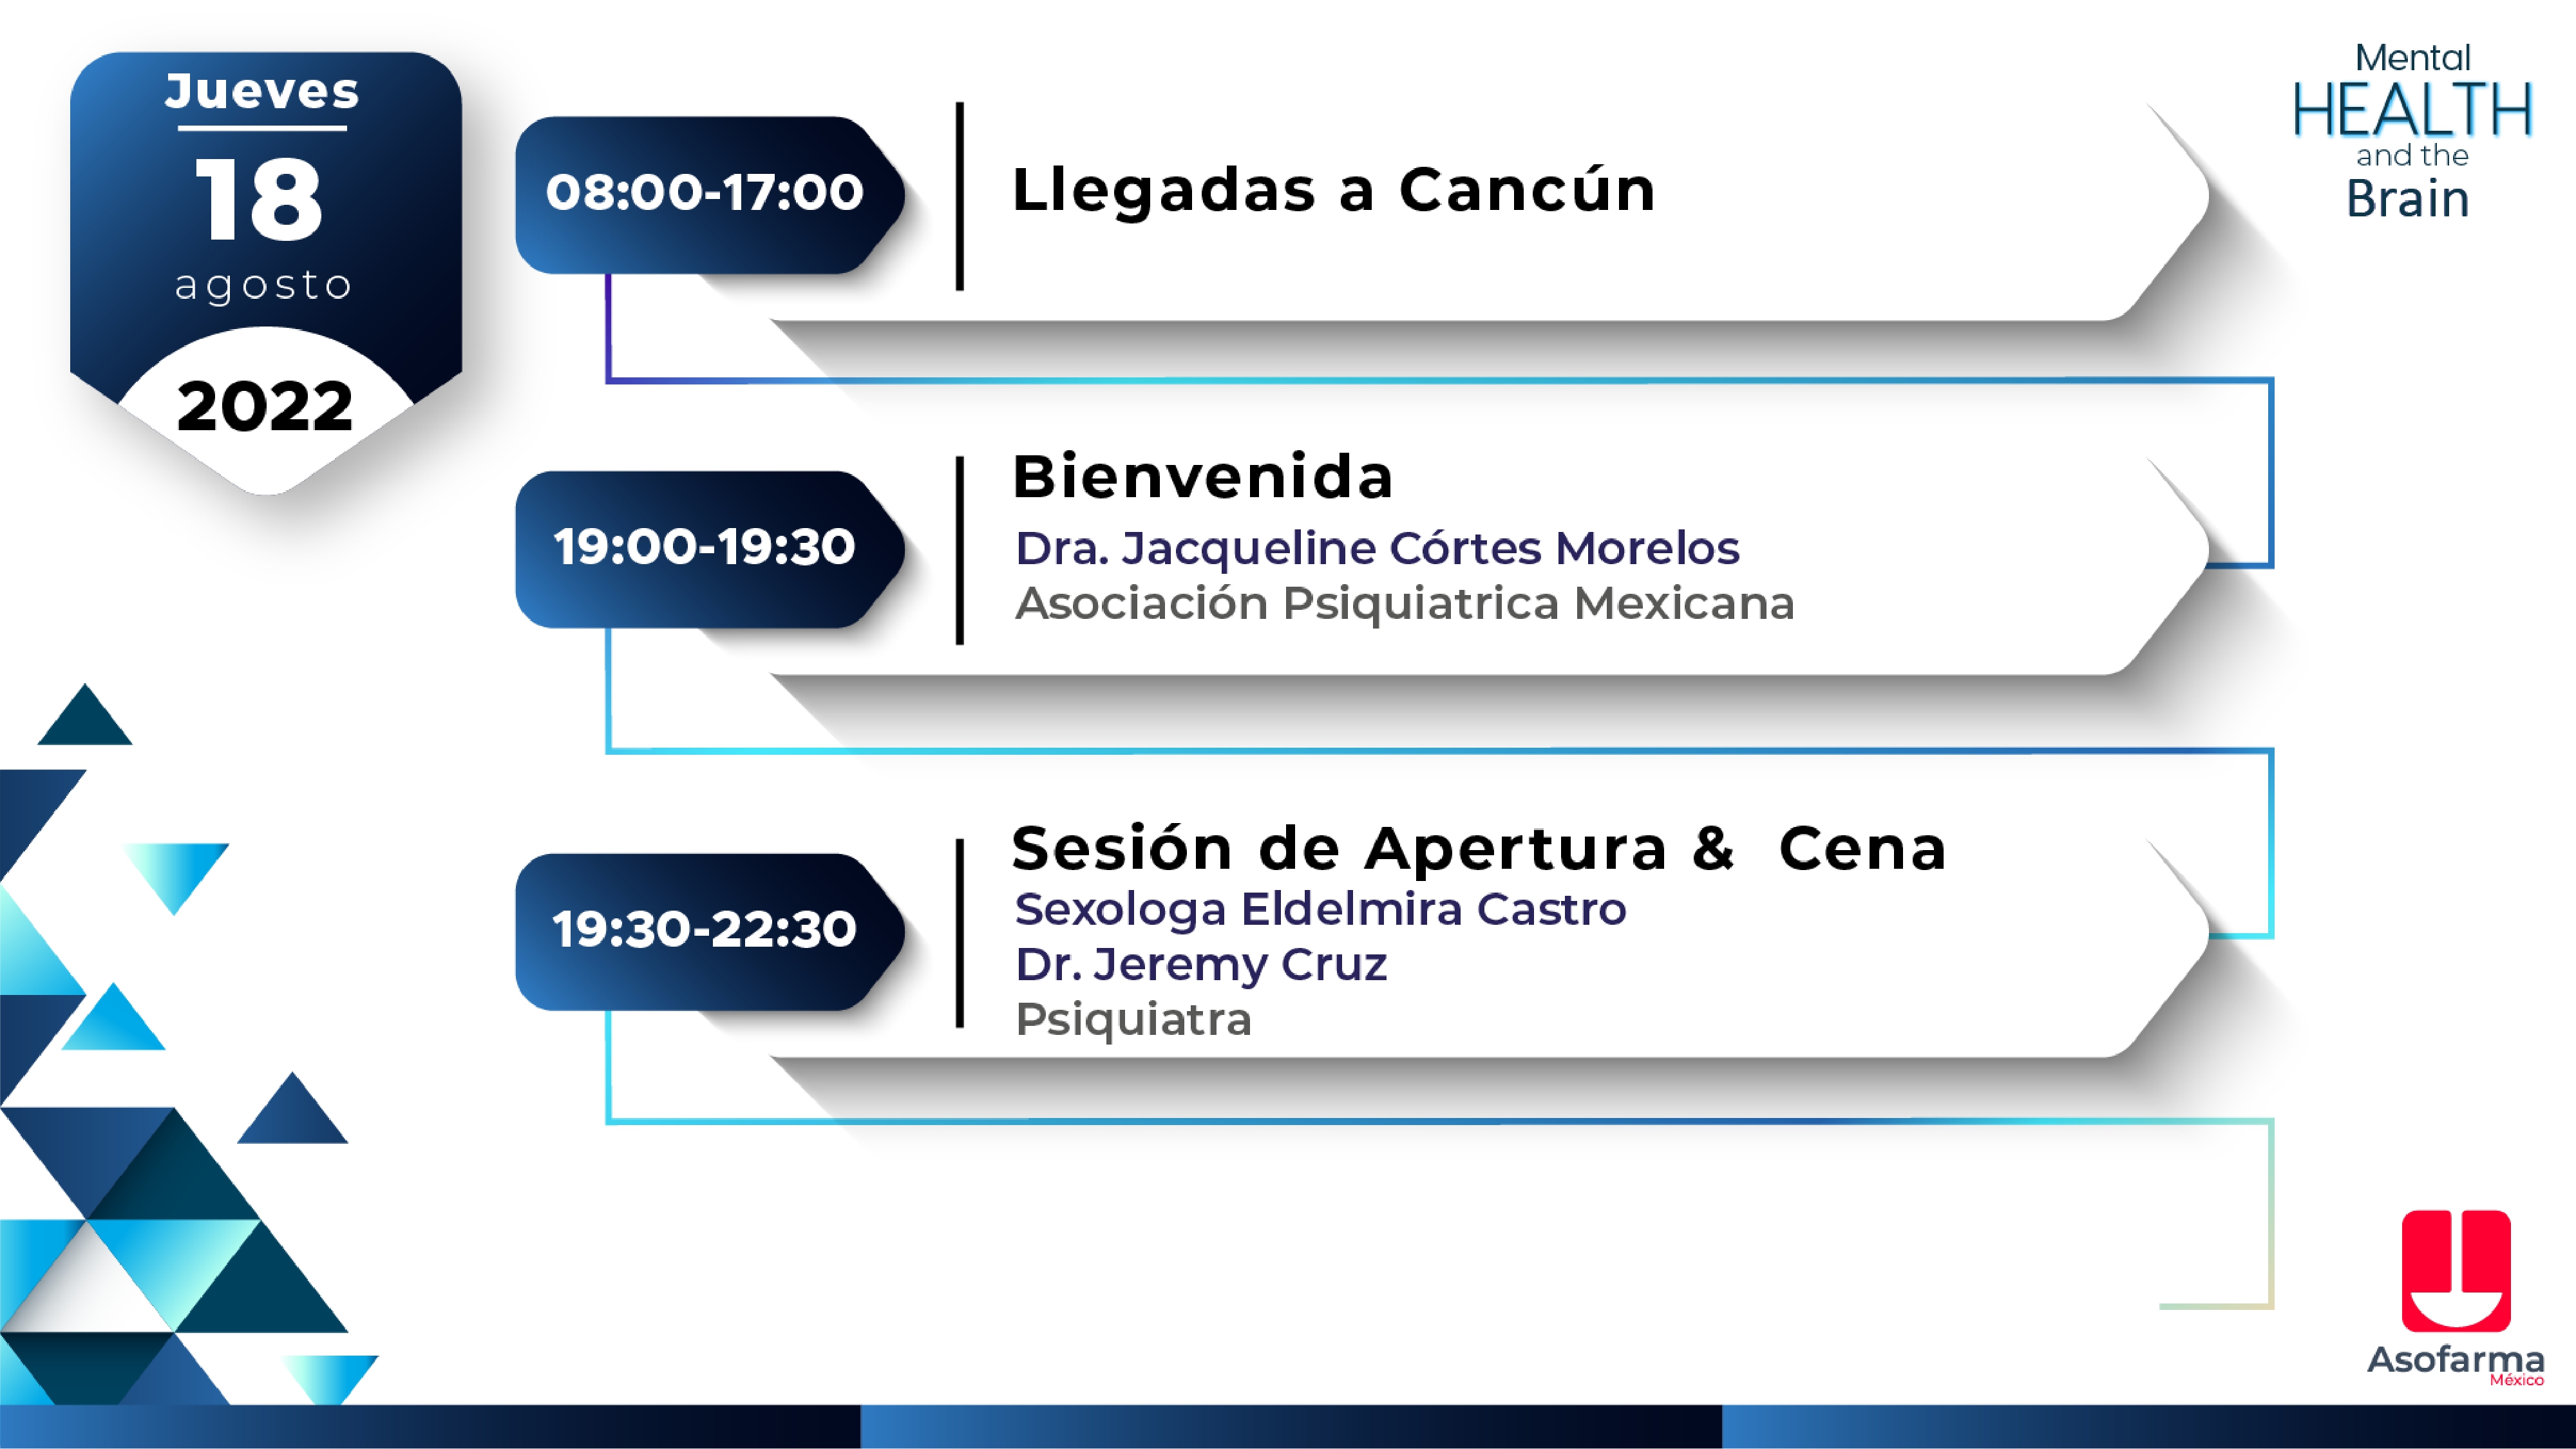 Jueves
18
agosto
2022
08:00-17:00
Llegadas a Cancún
19:00-19:30
Bienvenida
Dra. Jacqueline Córtes Morelos
Asociación Psiquiatrica Mexicana
19:30-22:30
Sesión de Apertura & Cena
Sexologa Eldelmira Castro
Dr. Jeremy Cruz
Psiquiatra
Mental
HEALTH
and the
Brain
Asofarma
México